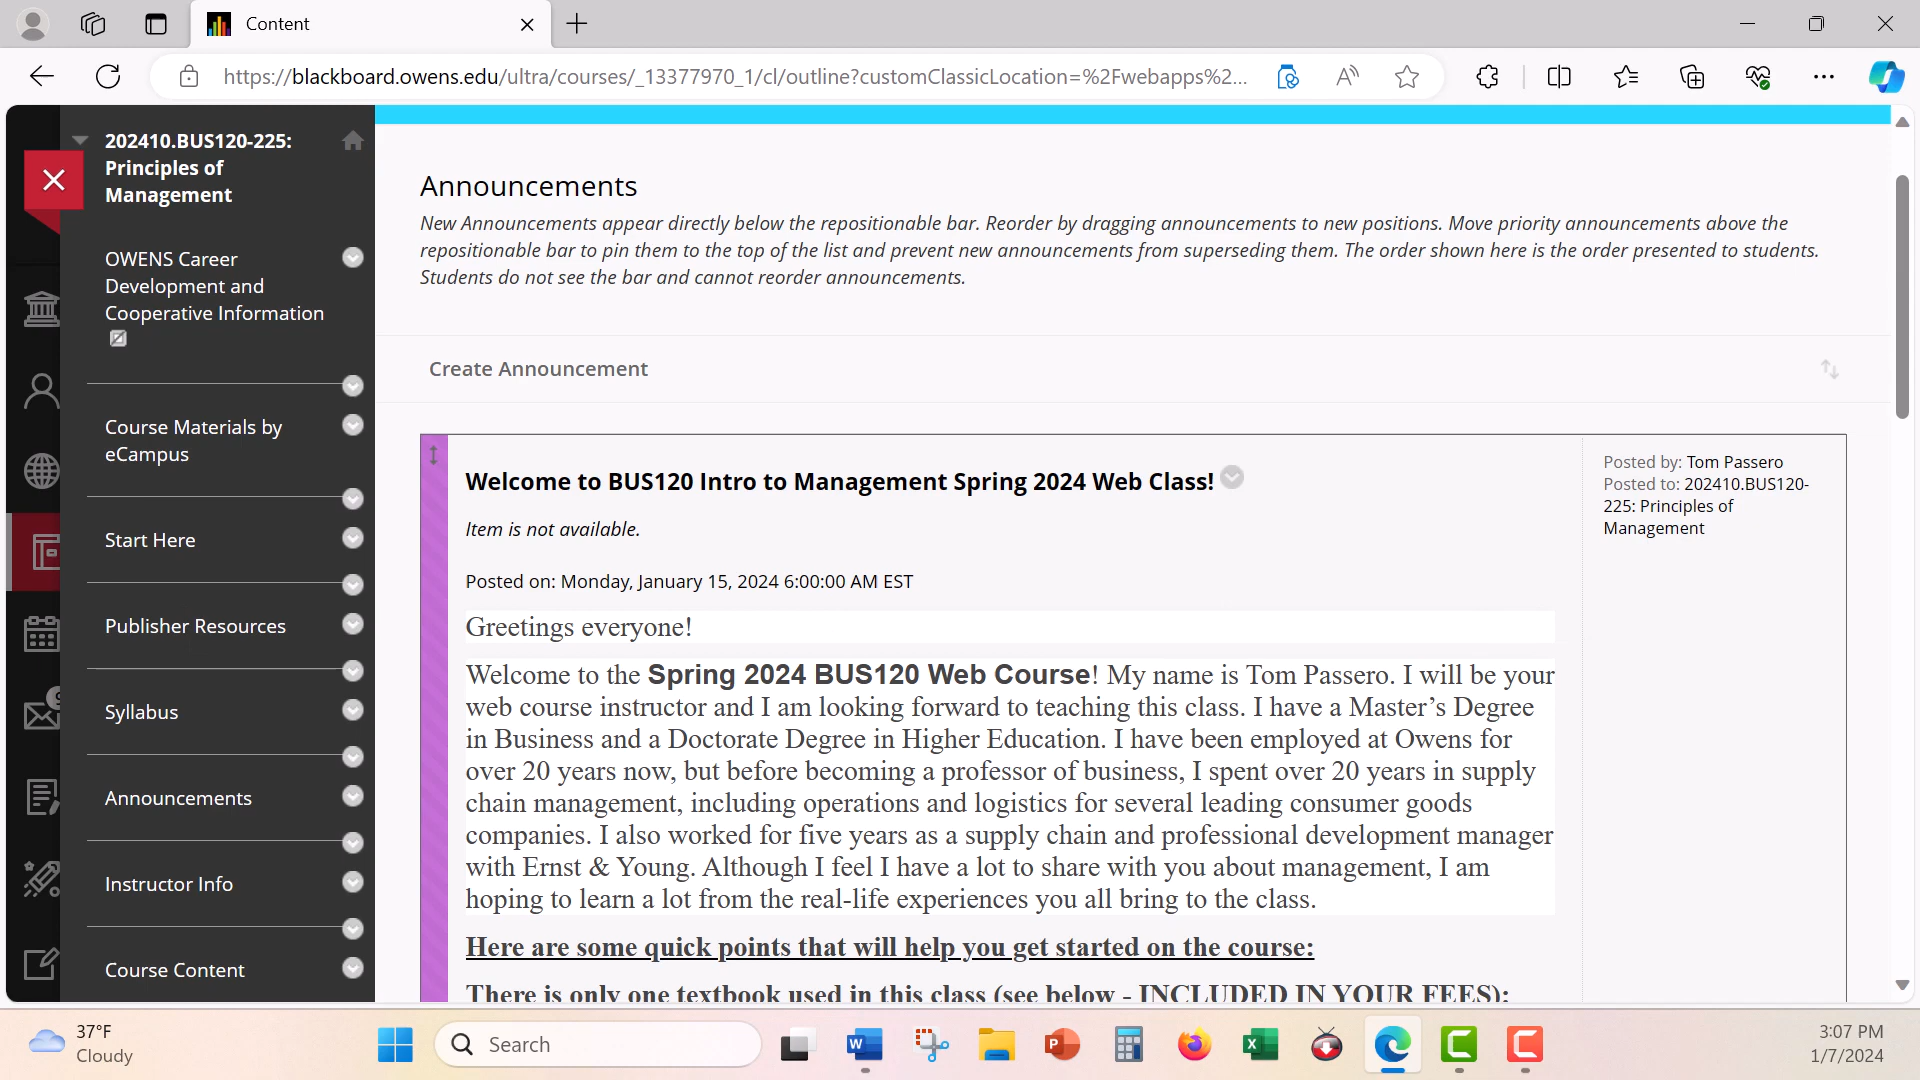 Content
https://blackboard.owens.edu/ultra/courses/_13377970_1/cl/outline?customClassicLocation=%2Fwebapps%2...
202410.BUS120-225:
Principles of
Management
OWENS Career
Development and
Cooperative Information
Course Materials by
eCampus
Start Here
Publisher Resources
Syllabus
Announcements
Instructor Info
Course Content
Announcements
New Announcements appear directly below the repositionable bar. Reorder by dragging announcements to new positions. Move priority announcements above the
repositionable bar to pin them to the top of the list and prevent new announcements from superseding them. The order shown here is the order presented to students.
Students do not see the bar and cannot reorder announcements.
Create Announcement
Welcome to BUS120 Intro to Management Spring 2024 Web Class!
Item is not available.
Posted on: Monday, January 15, 2024 6:00:00 AM EST
Greetings everyone!
Welcome to the Spring 2024 BUS120 Web Course! My name is Tom Passero. I will be your
web course instructor and I am looking forward to teaching this class. I have a Master’s Degree
in Business and a Doctorate Degree in Higher Education. I have been employed at Owens for
over 20 years now, but before becoming a professor of business, I spent over 20 years in supply
chain management, including operations and logistics for several leading consumer goods
companies. I also worked for five years as a supply chain and professional development manager
with Ernst & Young. Although I feel I have a lot to share with you about management, I am
hoping to learn a lot from the real-life experiences you all bring to the class.
Here are some quick points that will help you get started on the course:
There is only one textbook used in this class (see below - INCLUDED IN YOUR FEES):
Posted by: Tom Passero
Posted to: 202410.BUS120-
225: Principles of
Management
37°F
Cloudy
Search
3:07 PM
1/7/2024